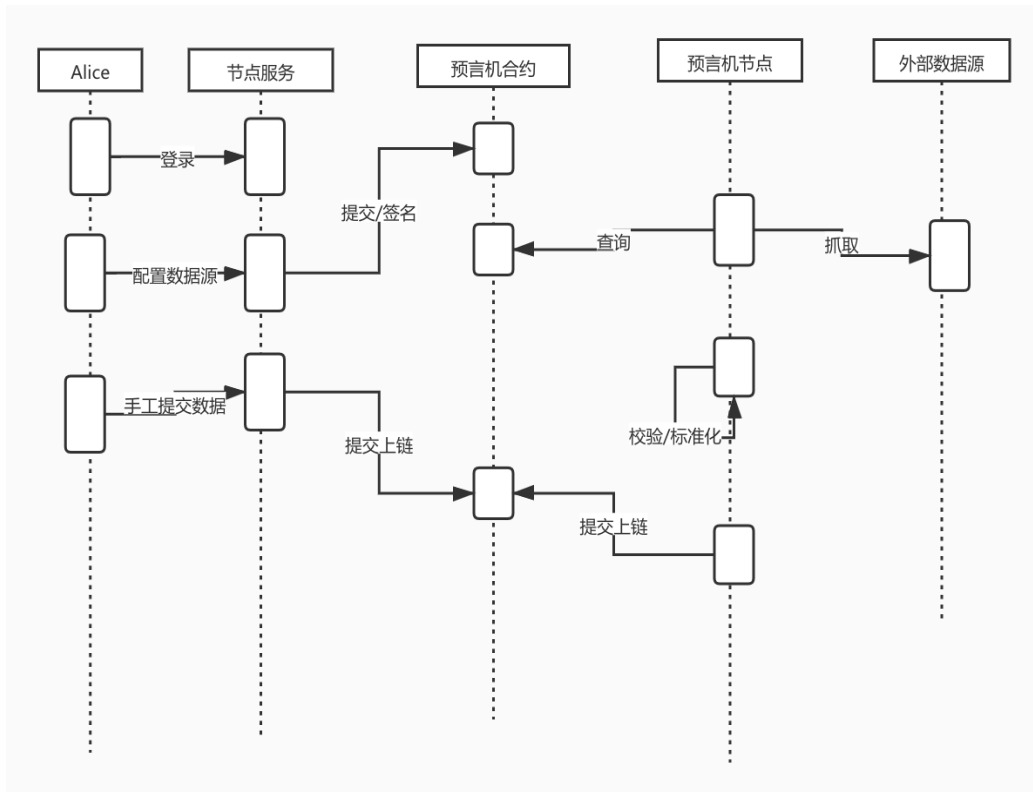 Alice
节点服务
预言机合约
预言机节点
外部数据源
登录
提交/签名
查询
抓取
配置数据源
手工提交数据
提交上链
校验/标准化
提交上链